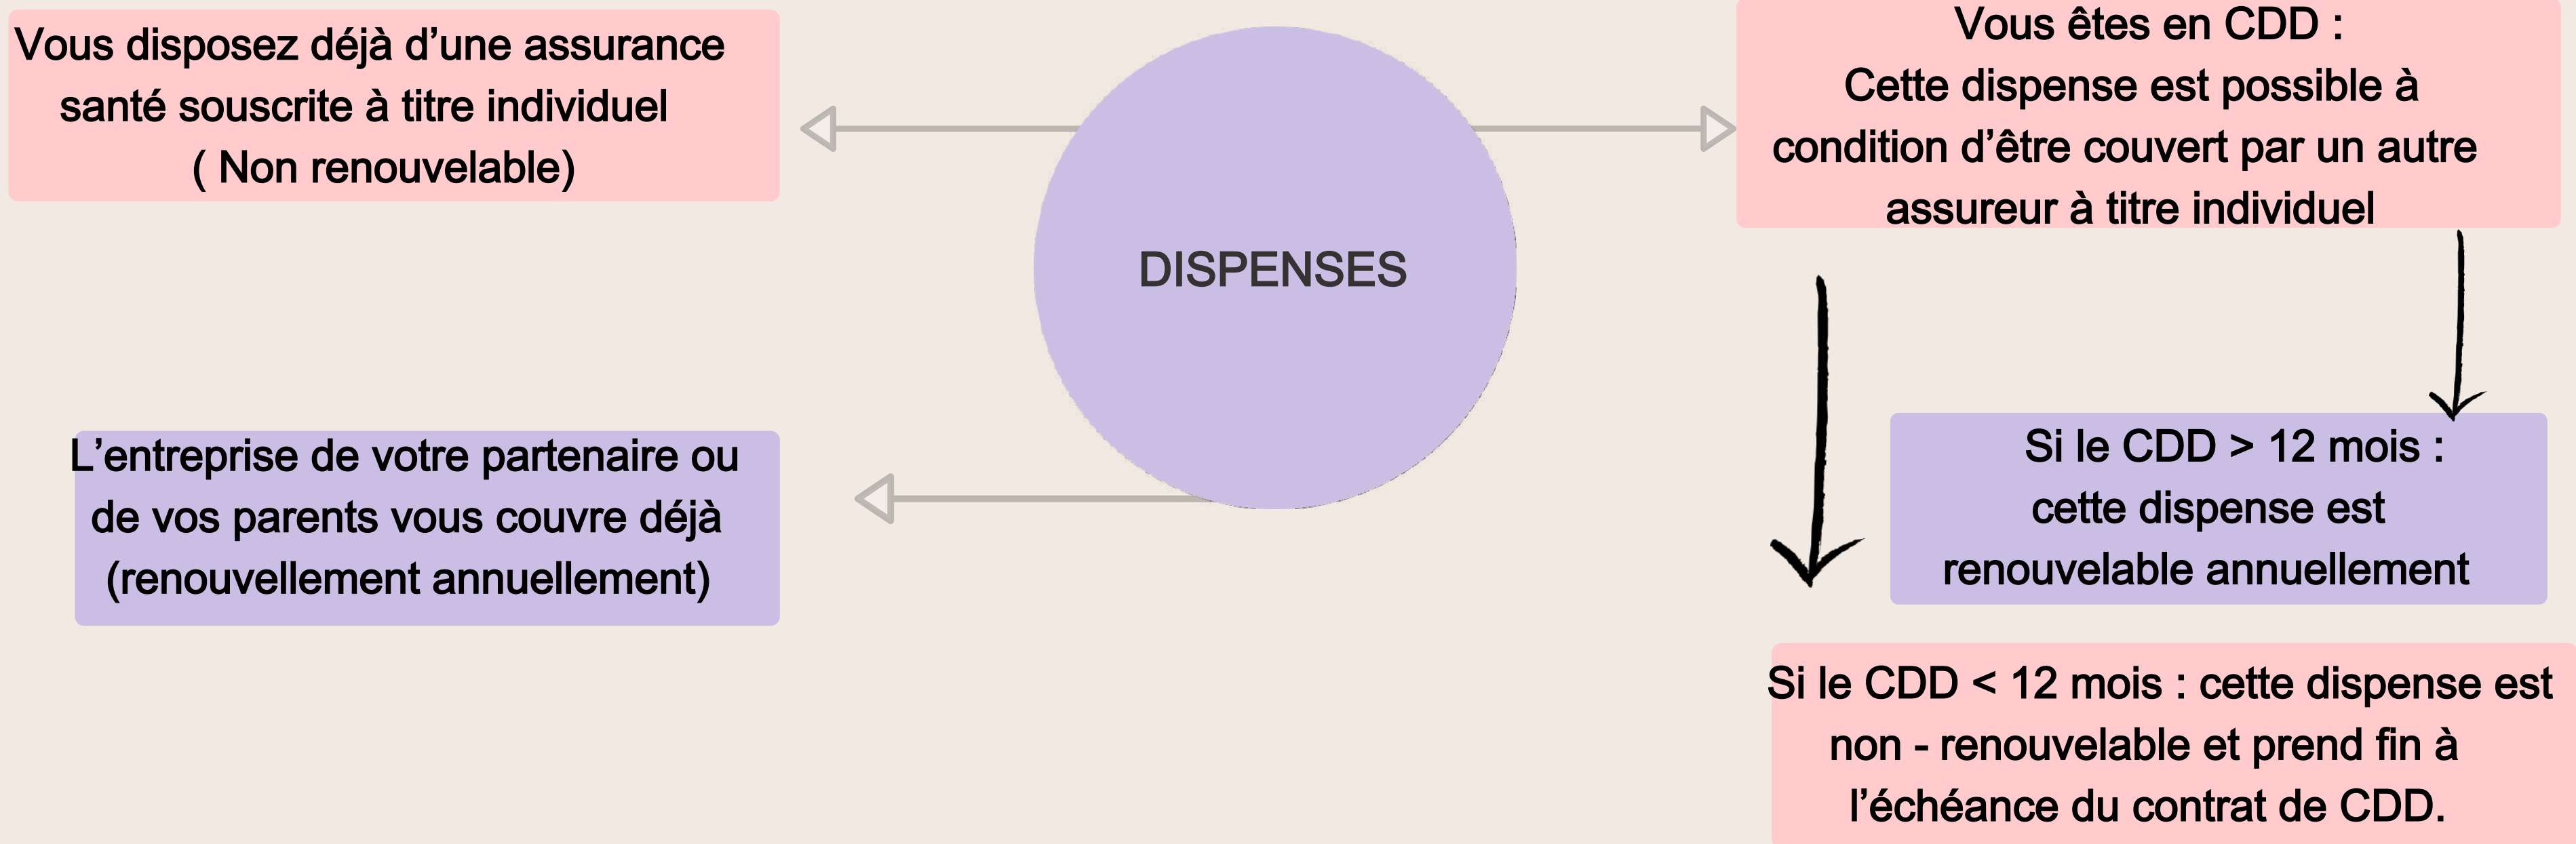 Vous disposez déjà d’une assurance
santé souscrite à titre individuel
( Non renouvelable)
DISPENSES
Vous êtes en CDD :
Cette dispense est possible à
condition d’être couvert par un autre
assureur à titre individuel
L’entreprise de votre partenaire ou
de vos parents vous couvre déjà
(renouvellement annuellement)
Si le CDD > 12 mois :
cette dispense est
renouvelable annuellement
Si le CDD < 12 mois : cette dispense est
non - renouvelable et prend fin à
l’échéance du contrat de CDD.